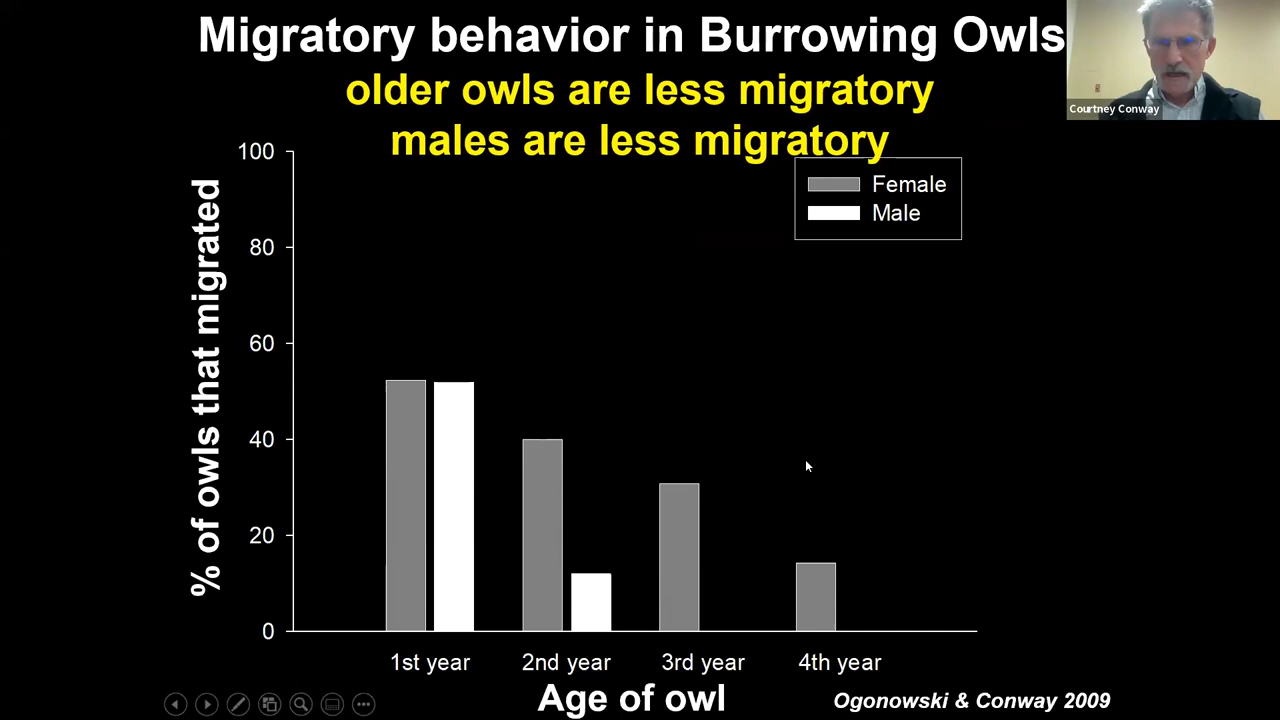 Migratory behavior in Burrowing Owls
older owls are less migratory
males are less migratory
Courtney Conway
Female
Male
% of owls that migrated
100
80
60
40
20
0
1st year
2nd year
3rd year
4th year
Age of owl
Ogonowski & Conway 2009